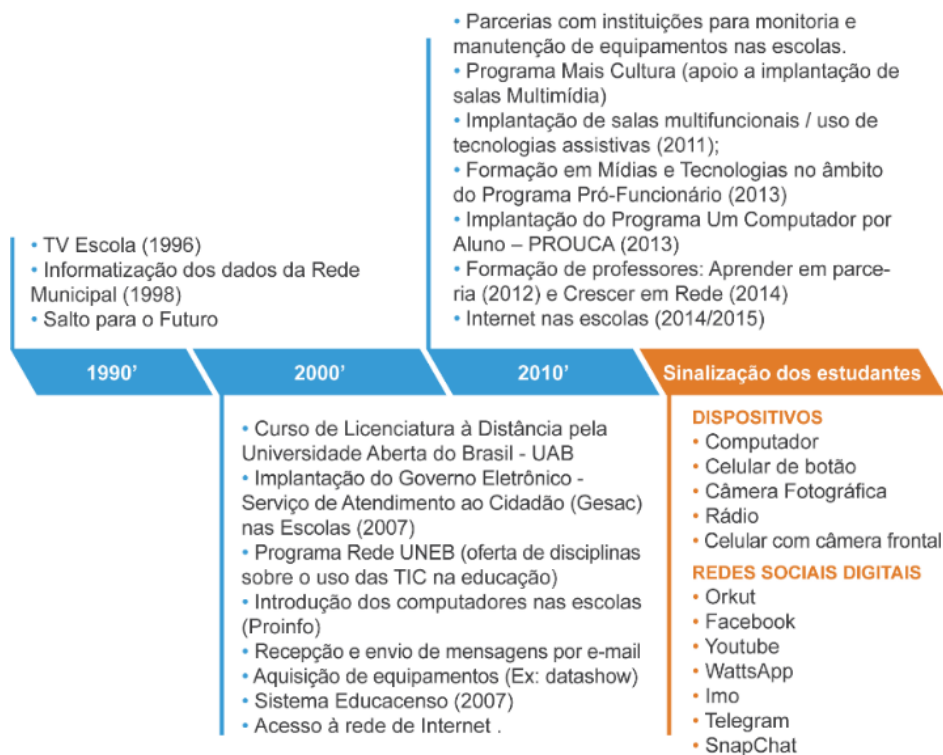 • Parcerias com instituições para monitoria e
manutenção de equipamentos nas escolas.
• Programa Mais Cultura (apoio a implantação de
salas Multimídia)
• Implantação de salas multifuncionais / uso de
tecnologias assistivas (2011);
• Formação em Mídias e Tecnologias no âmbito
do Programa Pró-Funcionário (2013)
• Implantação do Programa Um Computador por
Aluno – PROUCA (2013)
• Formação de professores: Aprender em parce-
ria (2012) e Crescer em Rede (2014)
• Internet nas escolas (2014/2015)
• TV Escola (1996)
• Informatização dos dados da Rede
Municipal (1998)
• Salto para o Futuro
1990'
2000'
2010'
Sinalização dos estudantes
• Curso de Licenciatura à Distância pela
Universidade Aberta do Brasil - UAB
• Implantação do Governo Eletrônico -
Serviço de Atendimento ao Cidadão (Gesac)
nas Escolas (2007)
• Programa Rede UNEB (oferta de disciplinas
sobre o uso das TIC na educação)
• Introdução dos computadores nas escolas
(Proinfo)
• Recepção e envio de mensagens por e-mail
• Aquisição de equipamentos (Ex: datashow)
• Sistema Educacenso (2007)
• Acesso à rede de Internet .
DISPOSITIVOS
• Computador
• Celular de botão
• Câmera Fotográfica
• Rádio
• Celular com câmera frontal
REDES SOCIAIS DIGITAIS
• Orkut
• Facebook
• Youtube
• WattsApp
• Imo
• Telegram
• SnapChat